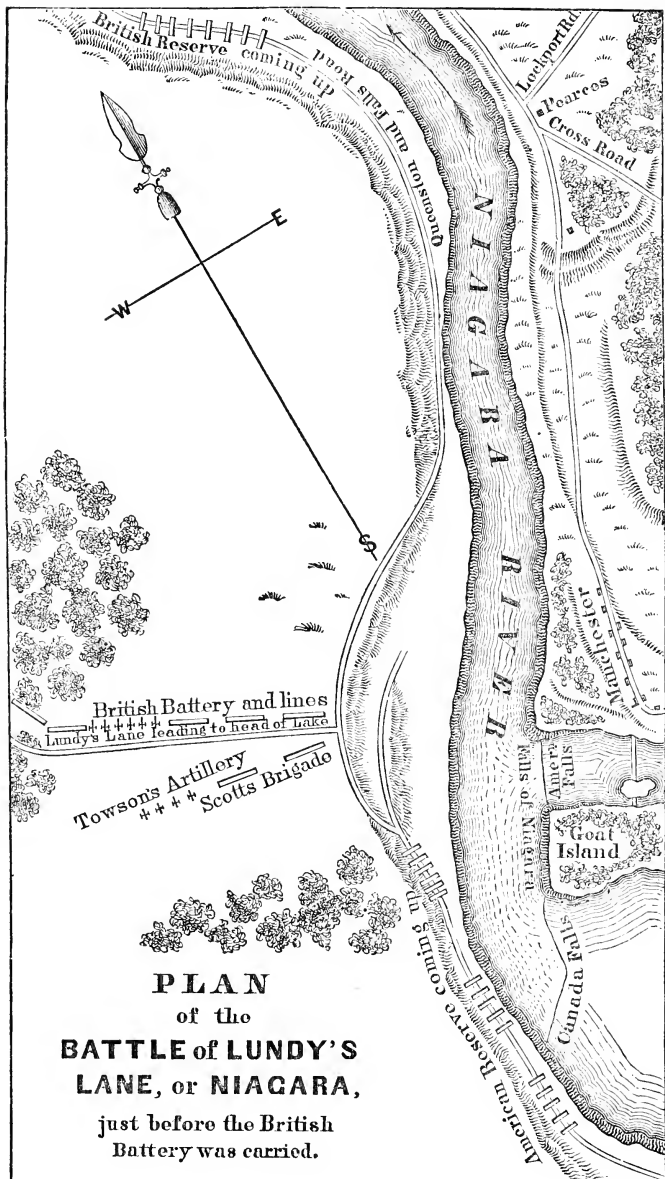 British Reserve coming up
Queenston and Falls Road
Lockport Rd.
Pearces
Cross Road
E
W
S
NIAGARA RIVER
Manchester
British Battery and lines
Lundy's Lane leading to head of Lake
Towson's Artillery
Scotts Brigade
Falls of Niagara
Amern
Falls
Goat
Island
Canada Falls
American Reserve coming up
PLAN
of the
BATTLE of LUNDY'S
LANE, or NIAGARA,
just before the British
Battery was carried.